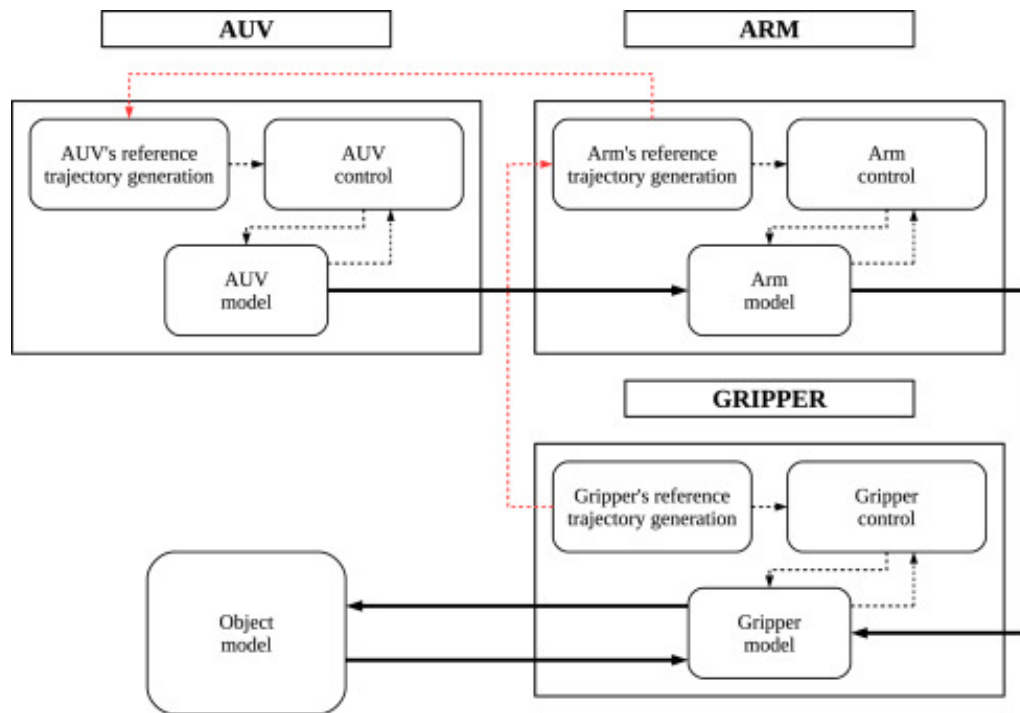 AUV
ARM
AUV's reference
trajectory generation
AUV
control
Arm's reference
trajectory generation
Arm
control
AUV
model
Arm
model
GRIPPER
Gripper's reference
trajectory generation
Gripper
control
Object
model
Gripper
model